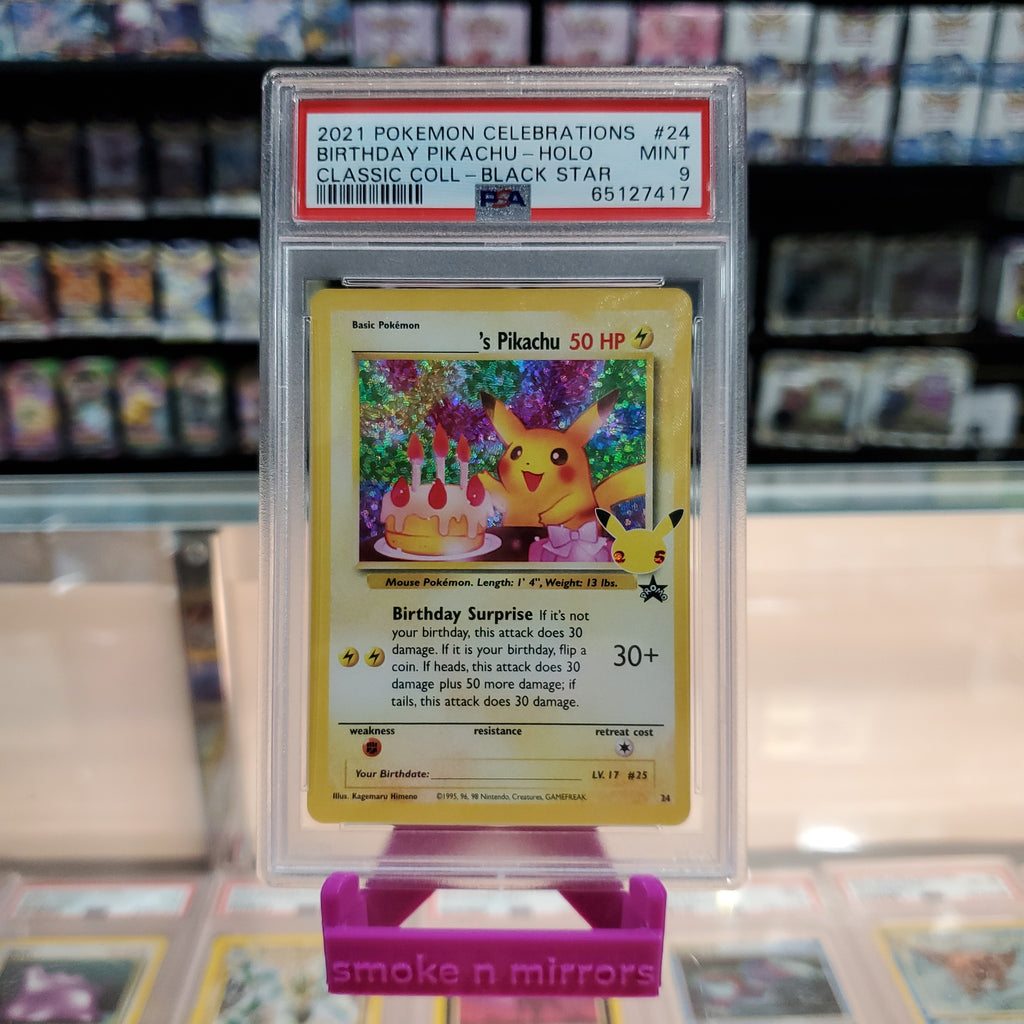 2021 POKEMON CELEBRATIONS #24
BIRTHDAY PIKACHU-HOLO MINT
CLASSIC COLL-BLACK STAR 9
PSA 65127417
Basic Pokémon
's Pikachu 50 HP
25
PROMO
Mouse Pokémon. Length: 1' 4", Weight: 13 lbs.
Birthday Surprise If it's not
your birthday, this attack does 30
damage. If it is your birthday, flip a
coin. If heads, this attack does 30
damage plus 50 more damage; if
tails, this attack does 30 damage.
30+
weakness resistance retreat cost
Your Birthdate: LV. 17 #25
Illus. Kagemaru Himeno ©1995, 96, 98 Nintendo, Creatures, GAMEFREAK. 24
smoke n mirrors